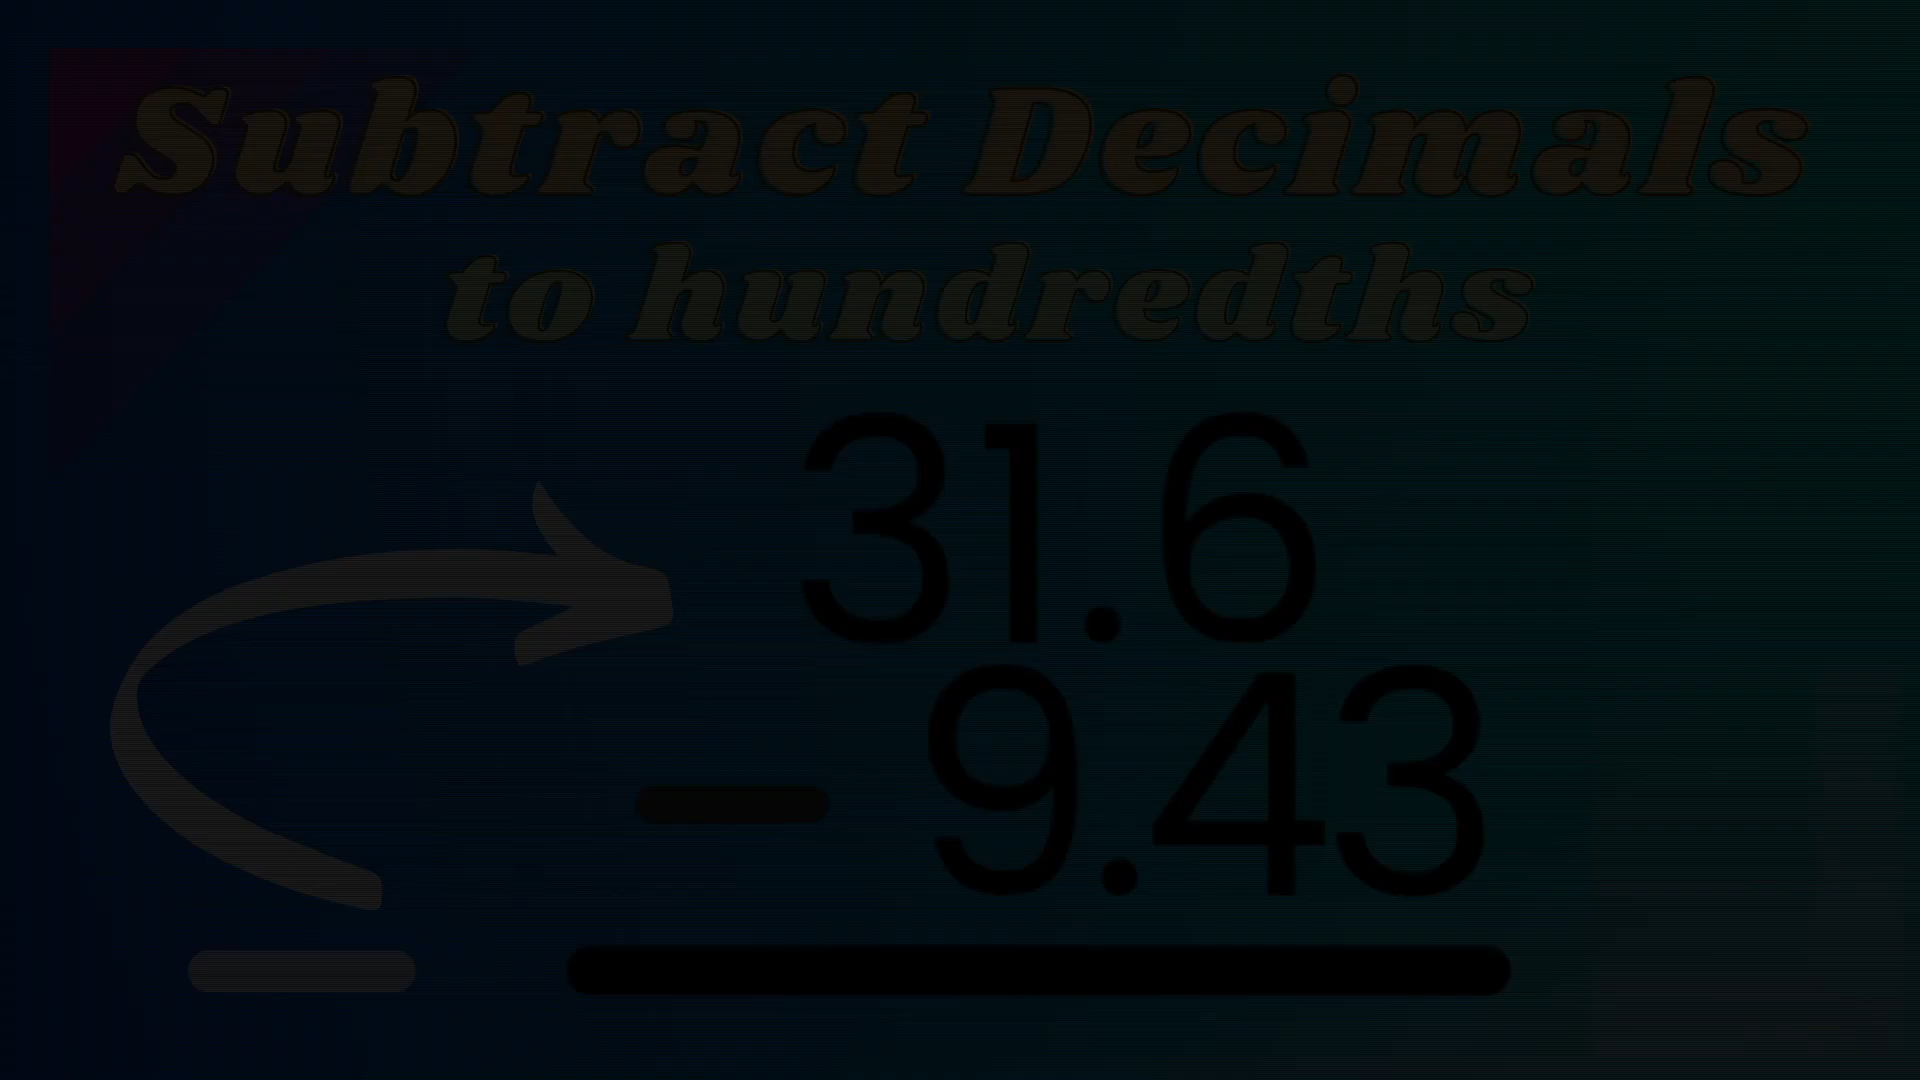 Subtract Decimals
to hundredths
31.6
- 9.43